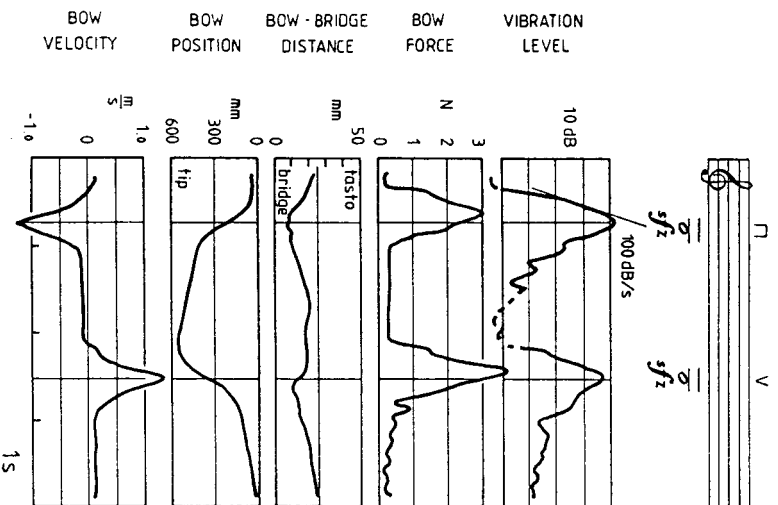 BOW
VELOCITY
BOW
POSITION
BOW - BRIDGE
DISTANCE
BOW
FORCE
VIBRATION
LEVEL
m/s
-1.0
0
1.0
mm
600
300
0
mm
50
0
N
0
1
2
3
10 dB
tip
bridge
tasto
100 dB/s
sfz
sfz
V
1 s